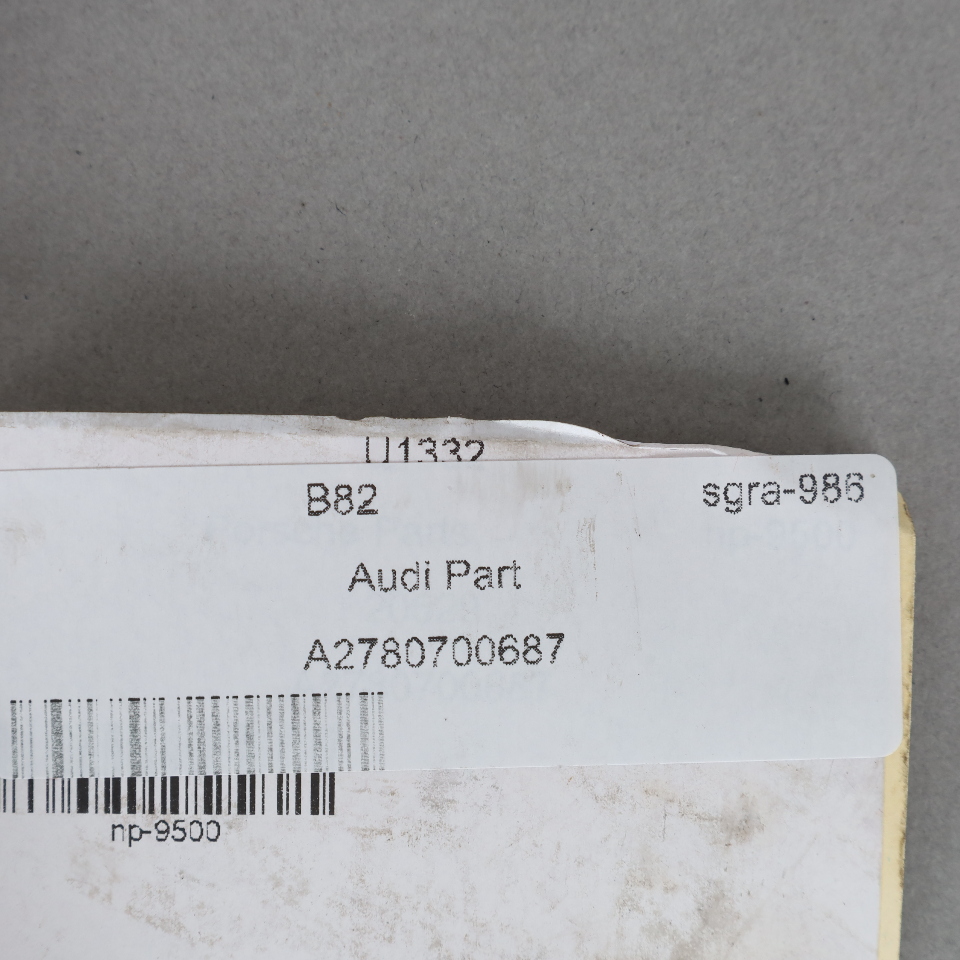 U1332
B82 sgra-986
Audi Part
A2780700687
np-9500